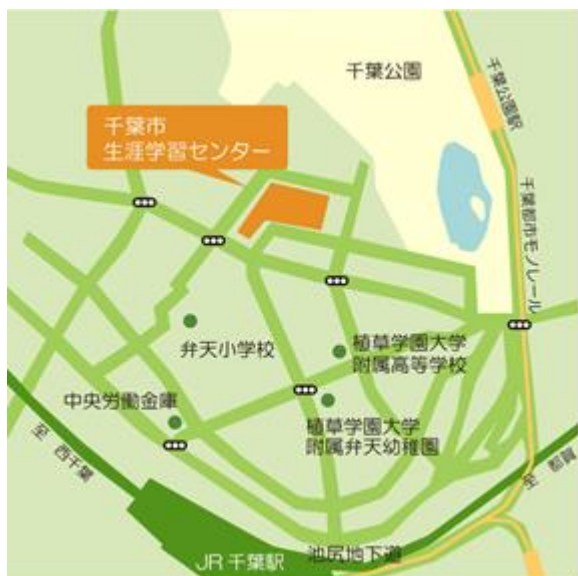 千葉公園
千葉公園駅
千葉市
生涯学習センター
千葉都市モノレール
弁天小学校
植草学園大学
附属高等学校
中央労働金庫
植草学園大学
附属弁天幼稚園
至 西千葉
至 都賀
池尻地下道
JR 千葉駅